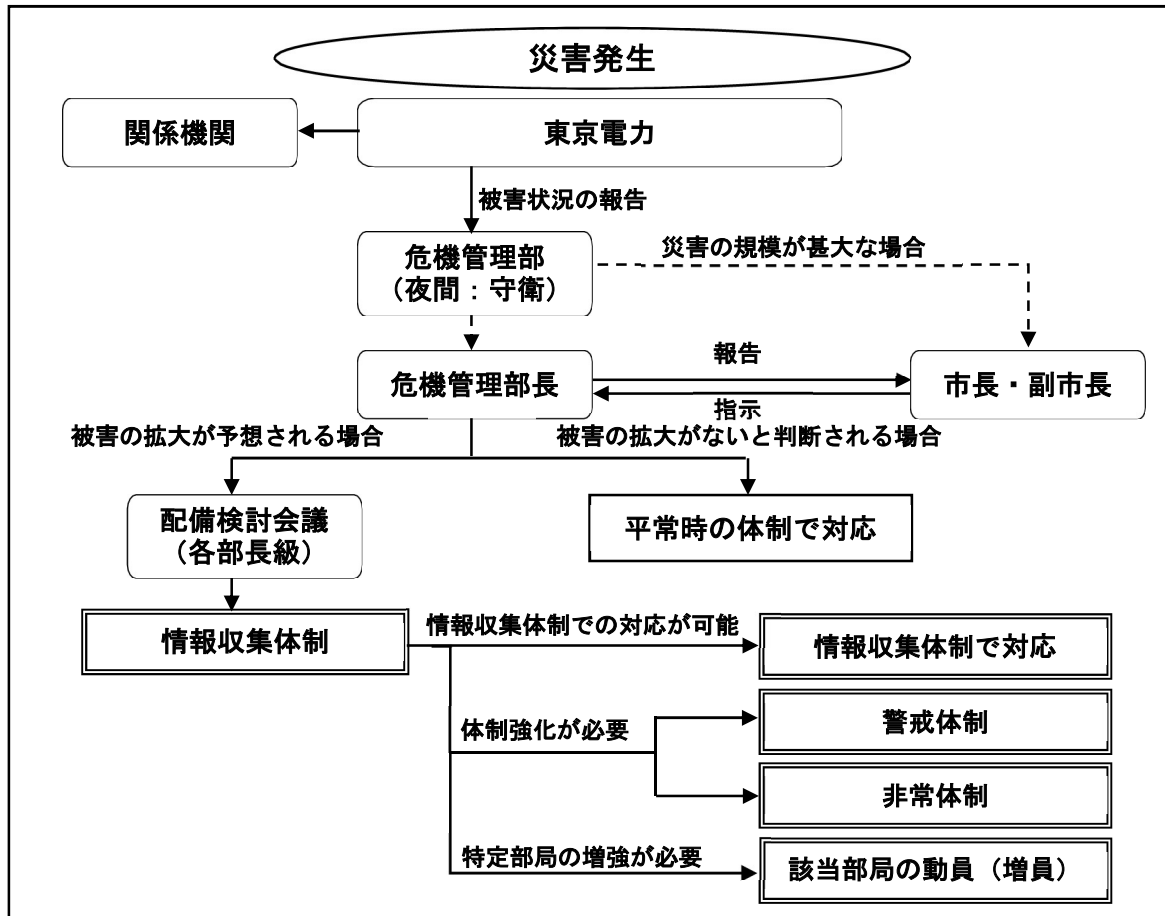 災害発生
関係機関
東京電力
被害状況の報告
危機管理部
（夜間：守衛）
災害の規模が甚大な場合
危機管理部長
報告
指示
市長・副市長
被害の拡大が予想される場合
被害の拡大がないと判断される場合
配備検討会議
（各部長級）
平常時の体制で対応
情報収集体制
情報収集体制での対応が可能
情報収集体制で対応
体制強化が必要
警戒体制
非常体制
特定部局の増強が必要
該当部局の動員（増員）